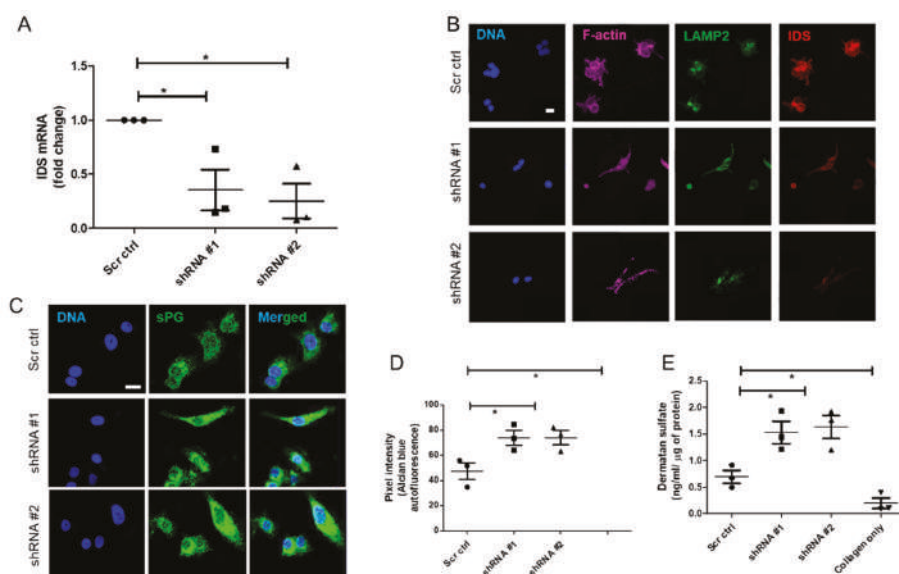 A
IDS mRNA
(fold change)
1.5
1.0
0.5
0.0
*
*
Scr ctrl
shRNA #1
shRNA #2
B
DNA
F-actin
LAMP2
IDS
Scr ctrl
shRNA #1
shRNA #2
C
DNA
sPG
Merged
Scr ctrl
shRNA #1
shRNA #2
D
Pixel intensity
(Alcian blue
autofluorescence)
100
80
60
40
20
0
*
*
Scr ctrl
shRNA #1
shRNA #2
E
Dermatan sulfate
(ng/ml/ µg of protein)
2.5
2.0
1.5
1.0
0.5
0.0
*
*
Scr ctrl
shRNA #1
shRNA #2
Collagen only